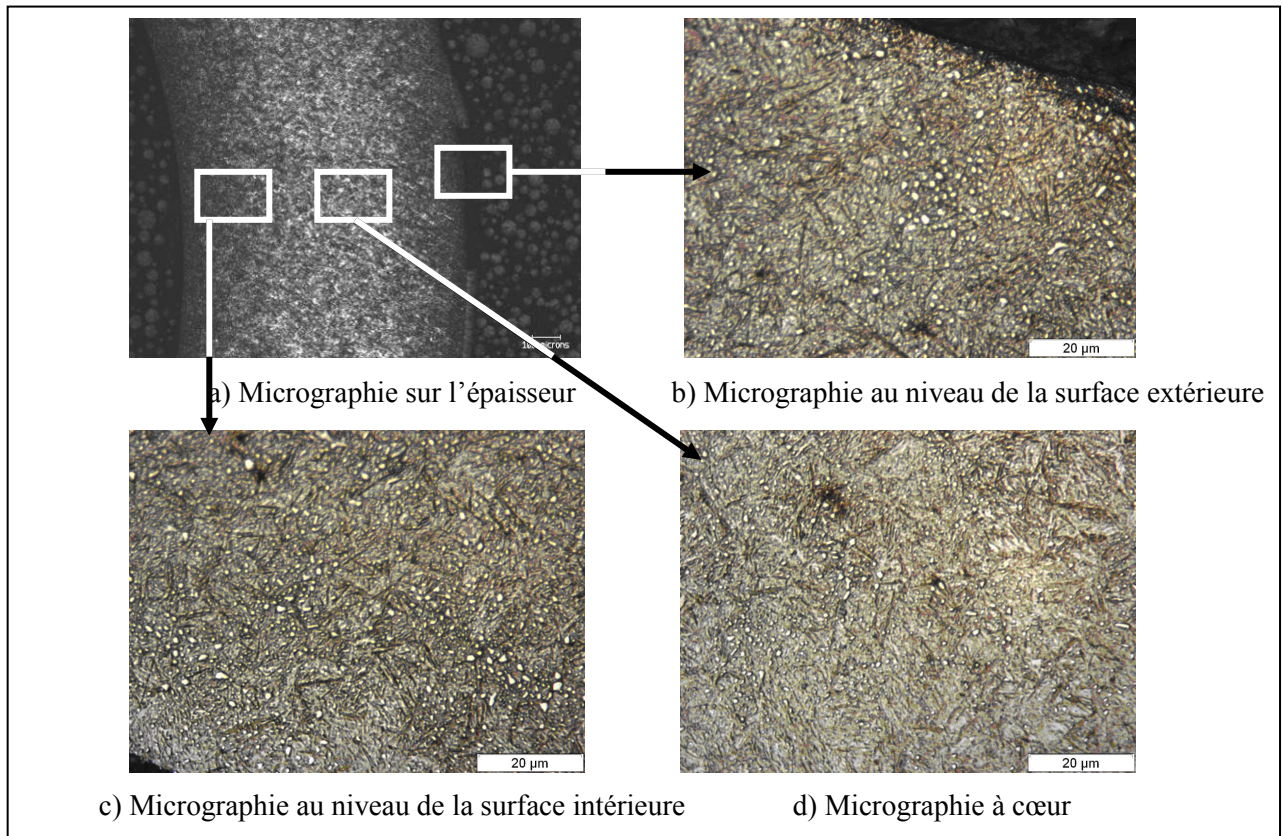 a) Micrographie sur l’épaisseur
b) Micrographie au niveau de la surface extérieure
20 µm
c) Micrographie au niveau de la surface intérieure
20 µm
d) Micrographie à cœur
20 µm